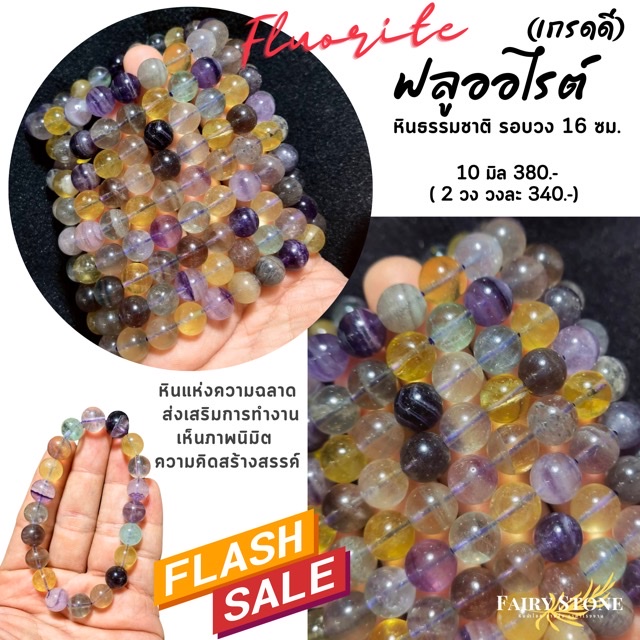 Fluorite
(เกรดดี)
ฟลูออไรต์
หินธรรมชาติ รอบวง 16 ซม.
10 มิล 380.-
( 2 วง วงละ 340.-)
หินแห่งความฉลาด
ส่งเสริมการทำงาน
เห็นภาพนิมิต
ความคิดสร้างสรรค์
FLASH
SALE
FAIRY STONE